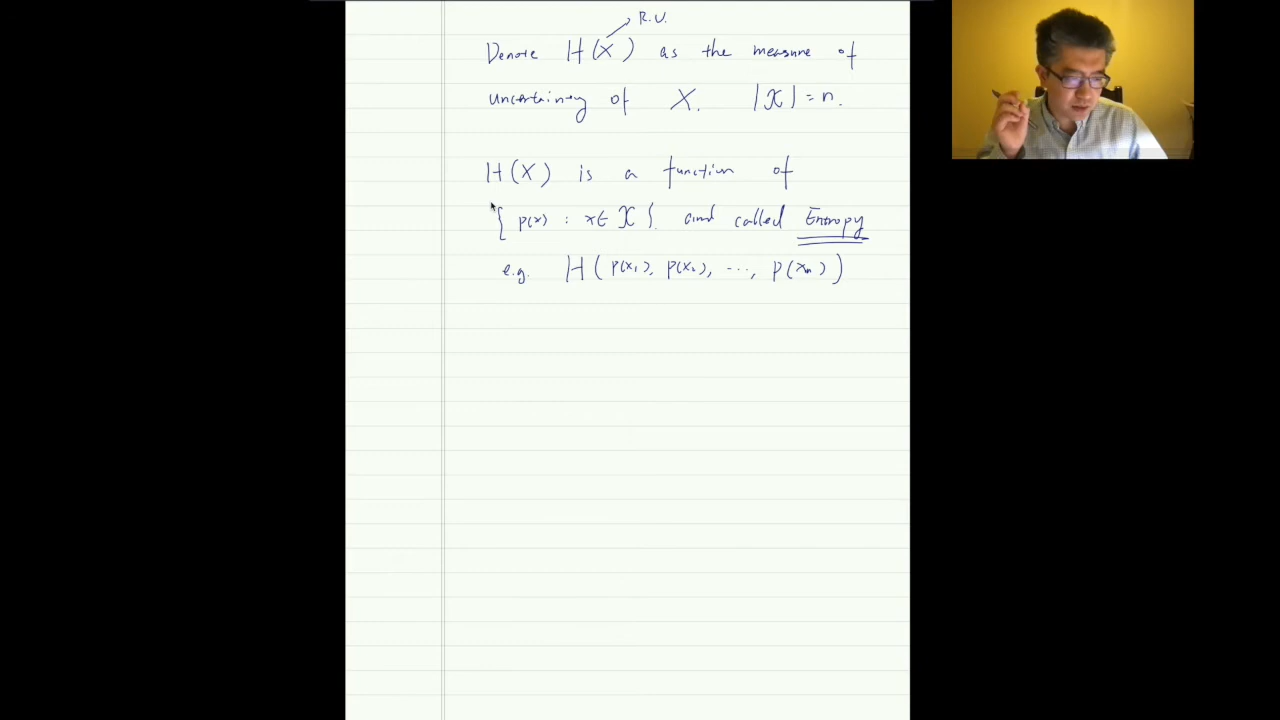 R.V.
Denote H(X) as the measure of
uncertainty of X. |𝒳| = n.
H(X) is a function of
{ p(x) : x∈𝒳 }. and called Entropy
e.g. H( p(x₁), p(x₂), ..., p(xₙ) )